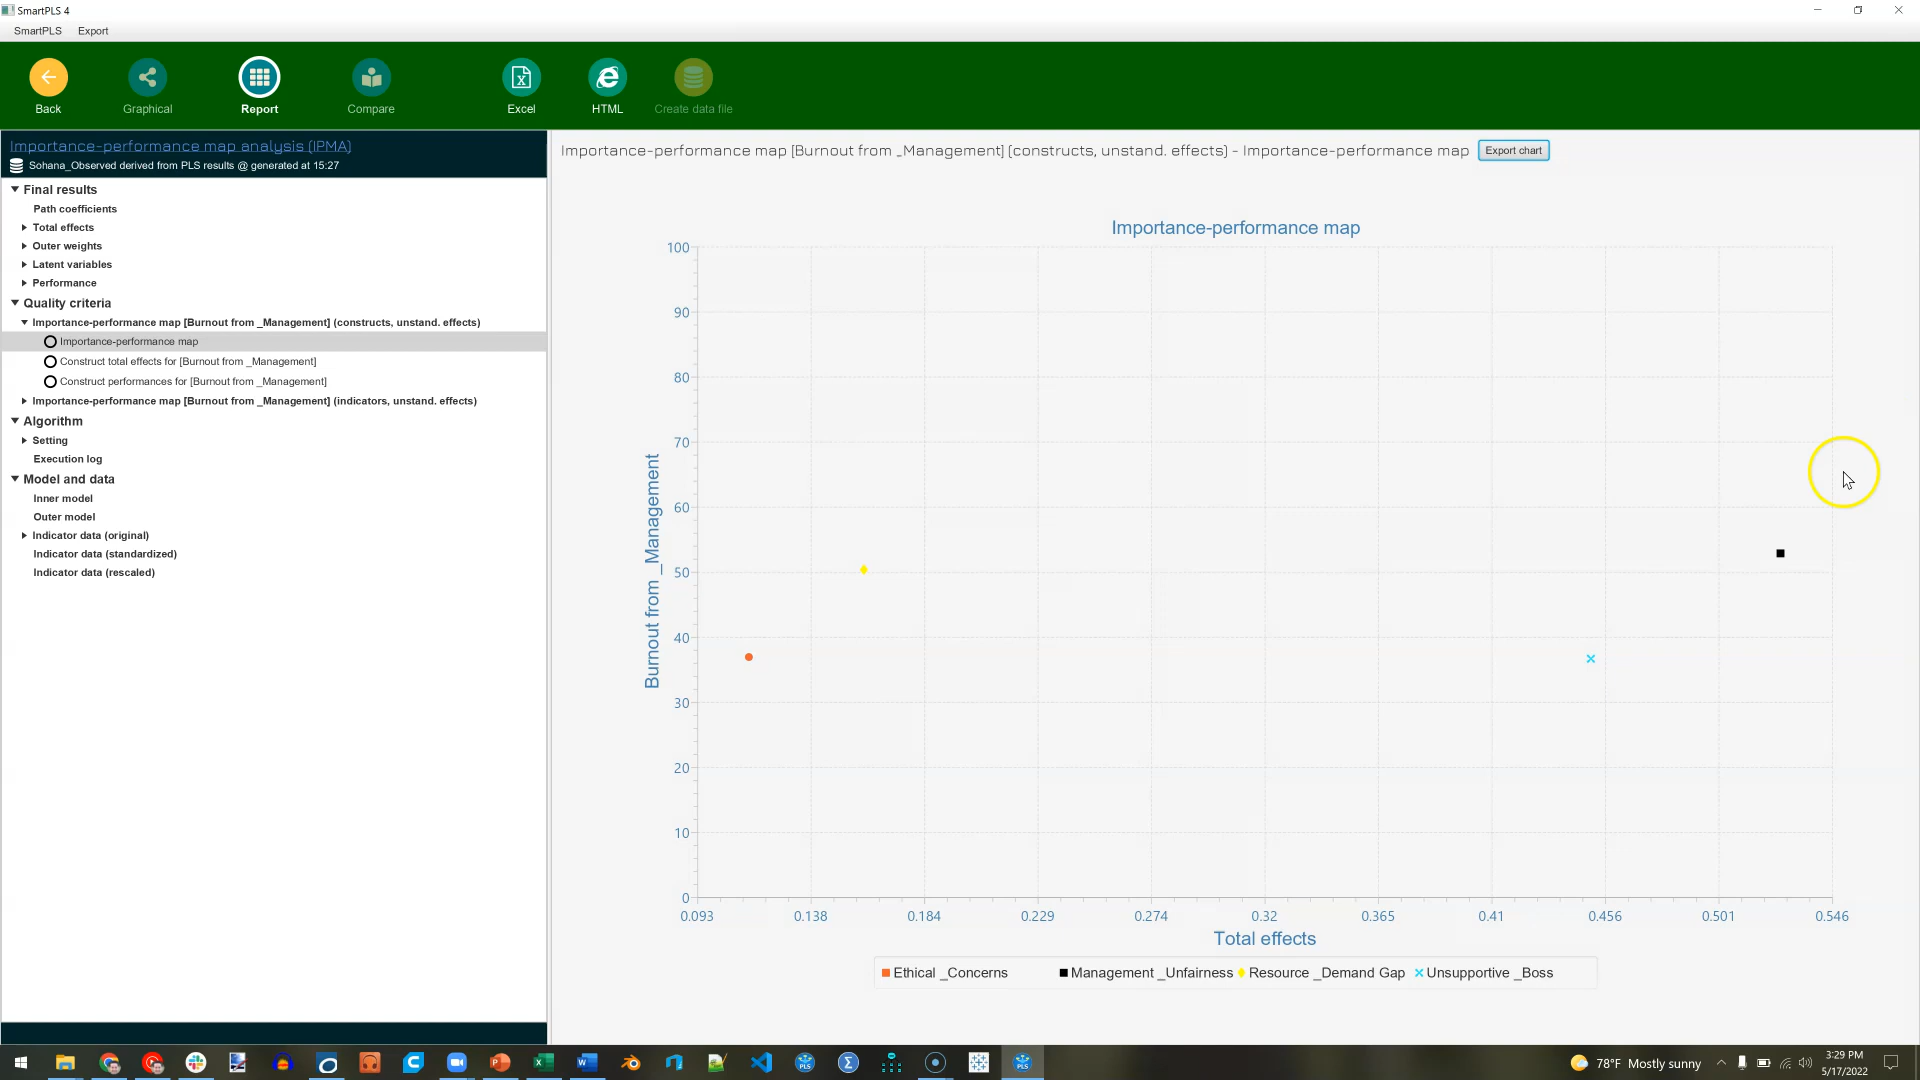 SmartPLS 4
SmartPLS Export
Back Graphical Report Compare Excel HTML Create data file
Importance-performance map analysis (IPMA)
Sohana_Observed derived from PLS results @ generated at 15:27
Final results
Path coefficients
Total effects
Outer weights
Latent variables
Performance
Quality criteria
Importance-performance map [Burnout from _Management] (constructs, unstand. effects)
Importance-performance map
Construct total effects for [Burnout from _Management]
Construct performances for [Burnout from _Management]
Importance-performance map [Burnout from _Management] (indicators, unstand. effects)
Algorithm
Setting
Execution log
Model and data
Inner model
Outer model
Indicator data (original)
Indicator data (standardized)
Indicator data (rescaled)
Importance-performance map [Burnout from _Management] (constructs, unstand. effects) - Importance-performance map Export chart
Importance-performance map
100
90
80
70
60
50
40
30
20
10
0
Burnout from _Management
0.093 0.138 0.184 0.229 0.274 0.32 0.365 0.41 0.456 0.501 0.546
Total effects
Ethical _Concerns Management _Unfairness Resource _Demand Gap Unsupportive _Boss
78°F Mostly sunny
3:29 PM
5/17/2022